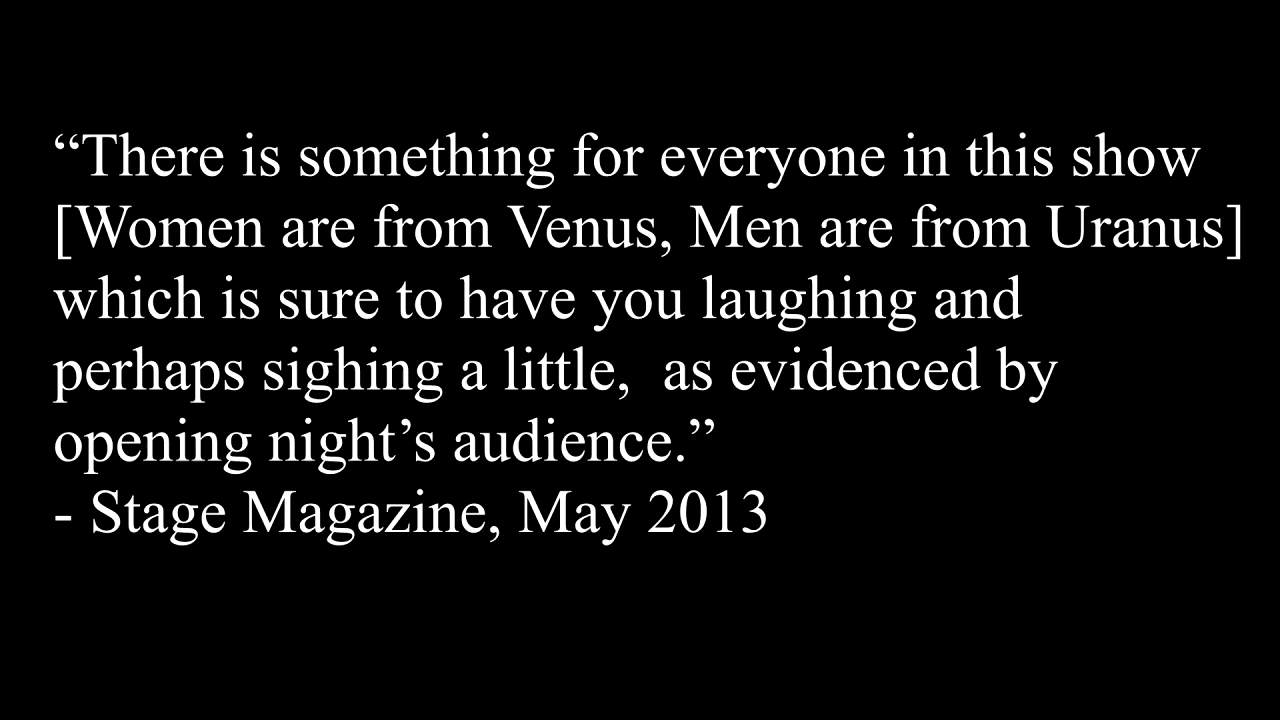 “There is something for everyone in this show
[Women are from Venus, Men are from Uranus]
which is sure to have you laughing and
perhaps sighing a little,  as evidenced by
opening night’s audience.”
- Stage Magazine, May 2013